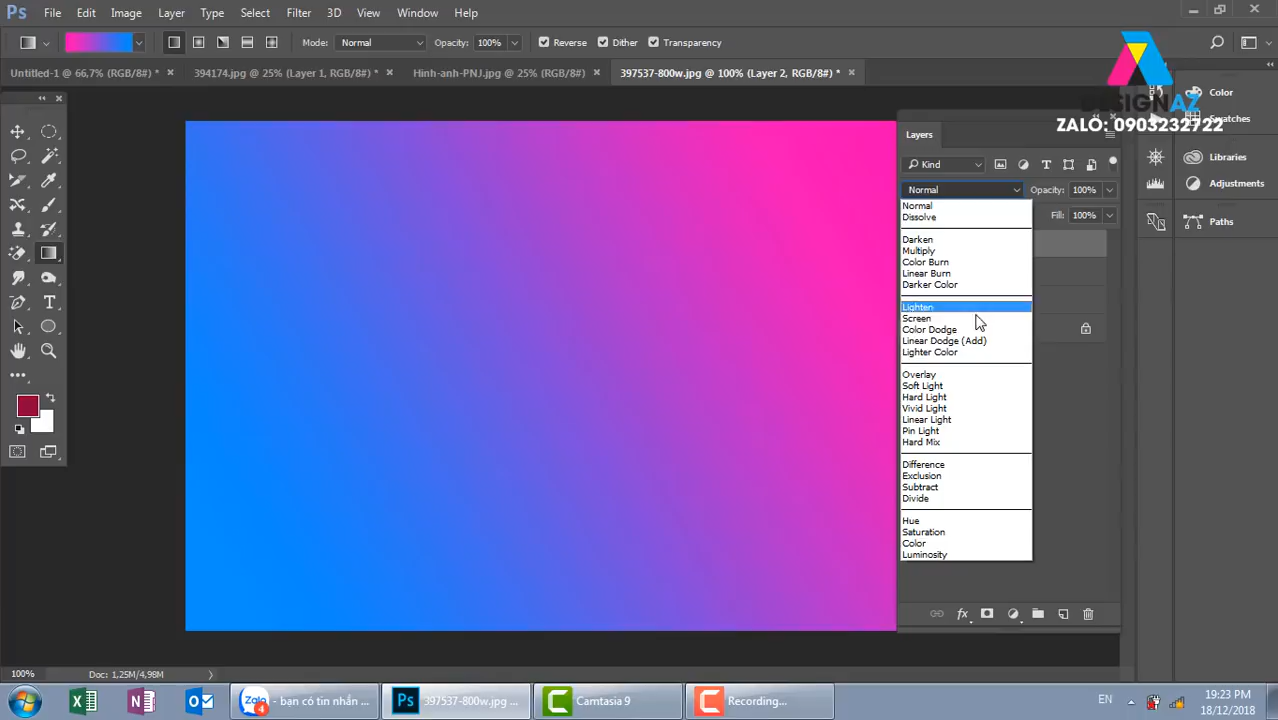 Ps File Edit Image Layer Type Select Filter 3D View Window Help
Mode: Normal Opacity: 100% Reverse Dither Transparency
Untitled-1 @ 66,7% (RGB/8#) * × 394174.jpg @ 25% (Layer 1, RGB/8#) * × Hinh-anh-PNJ.jpg @ 25% (RGB/8#) × 397537-800w.jpg @ 100% (Layer 2, RGB/8#) * ×
DESIGNAZ
ZALO: 0903232722
Color
Swatches
Libraries
Adjustments
Paths
Layers
Kind
Normal Opacity: 100%
Fill: 100%
Normal
Dissolve
Darken
Multiply
Color Burn
Linear Burn
Darker Color
Lighten
Screen
Color Dodge
Linear Dodge (Add)
Lighter Color
Overlay
Soft Light
Hard Light
Vivid Light
Linear Light
Pin Light
Hard Mix
Difference
Exclusion
Subtract
Divide
Hue
Saturation
Color
Luminosity
fx
100% Doc: 1,25M/4,98M
Zalo 4 - bạn có tin nhắn ... Ps 397537-800w.jpg ... Camtasia 9 Recording...
EN 19:23 PM
18/12/2018